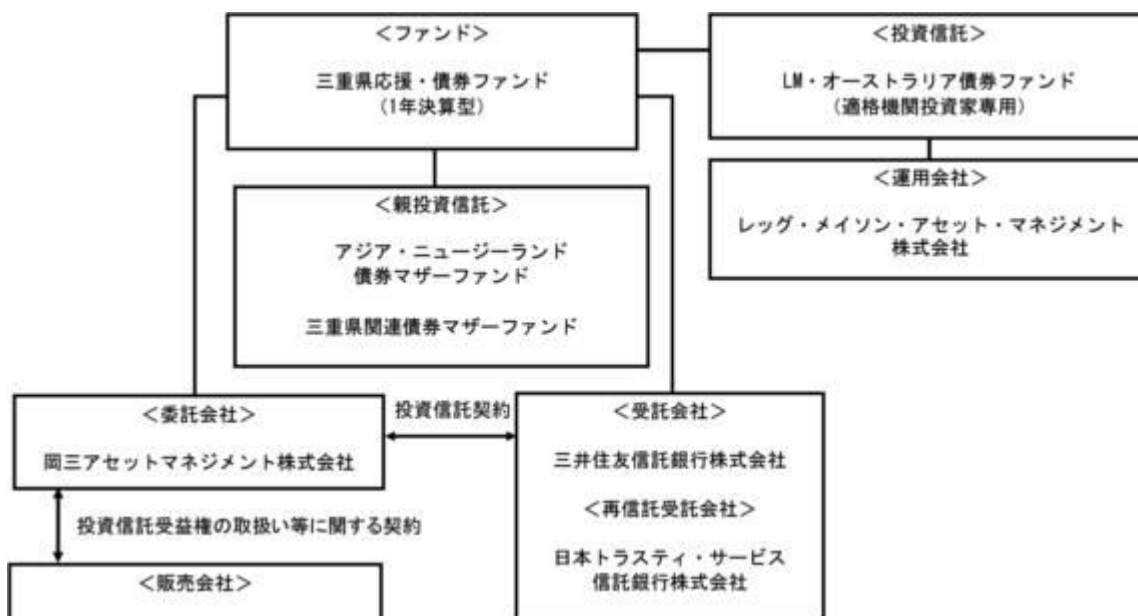 ＜ファンド＞
三重県応援・債券ファンド
（1年決算型）
＜投資信託＞
LM・オーストラリア債券ファンド
（適格機関投資家専用）
＜運用会社＞
レッグ・メイソン・アセット・マネジメント
株式会社
＜親投資信託＞
アジア・ニュージーランド
債券マザーファンド
三重県関連債券マザーファンド
＜委託会社＞
岡三アセットマネジメント株式会社
投資信託契約
＜受託会社＞
三井住友信託銀行株式会社
＜再信託受託会社＞
日本トラスティ・サービス
信託銀行株式会社
投資信託受益権の取扱い等に関する契約
＜販売会社＞